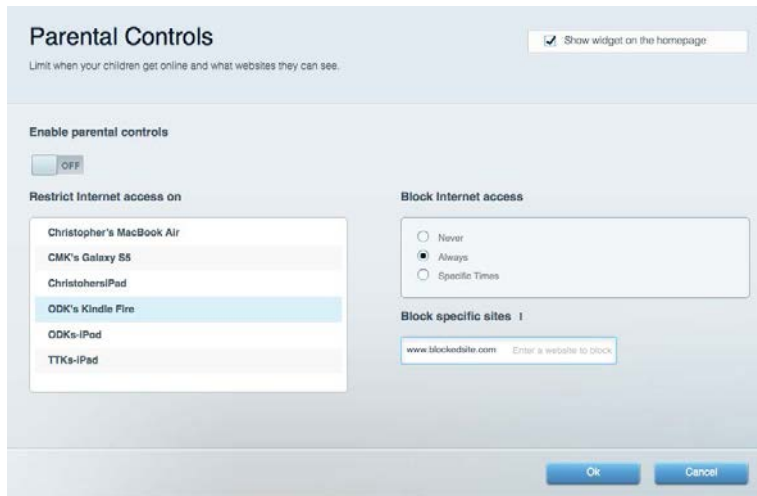 Parental Controls
Show widget on the homepage
Limit when your children get online and what websites they can see.
Enable parental controls
OFF
Restrict Internet access on
Christopher's MacBook Air
CMK's Galaxy S5
ChristohersiPad
ODK's Kindle Fire
ODKs-iPod
TTKs-iPad
Block Internet access
Never
Always
Specific Times
Block specific sites
www.blockedsite.com Enter a website to block
Ok Cancel